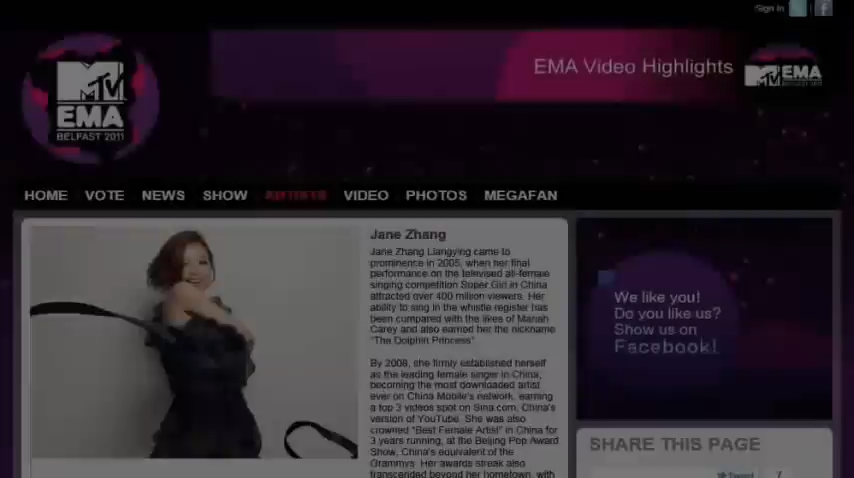 Sign In
EMA Video Highlights
MTV
EMA
MTV
EMA
BELFAST 2011
HOME VOTE NEWS SHOW ARTISTS VIDEO PHOTOS MEGAFAN
Jane Zhang
Jane Zhang Liangying came to
prominence in 2005, when her final
performance on the televised all-female
singing competition Super Girl in China
attracted over 400 million viewers. Her
ability to sing in the whistle register has
been compared with the likes of Mariah
Carey and also earned her the nickname
"The Dolphin Princess"
By 2008, she firmly established herself
as the leading female singer in China,
becoming the most downloaded artist
ever on China Mobile's network, earning
a top 3 videos spot on Sina.com, China's
version of YouTube. She was also
crowned "Best Female Artist" in China for
3 years running, at the Beijing Pop Award
Show, China's equivalent of the
Grammys. Her awards streak also
transcended beyond her hometown, with
We like you!
Do you like us?
Show us on
Facebook!
SHARE THIS PAGE
Tweet 7